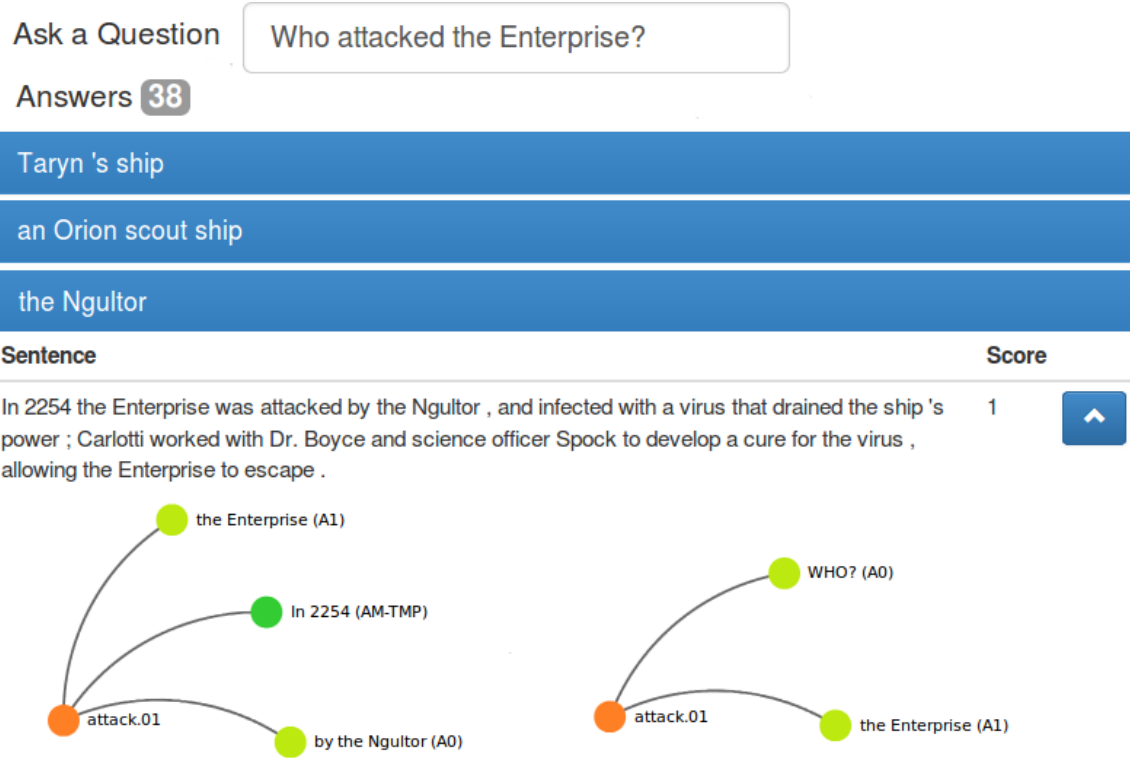 Ask a Question Who attacked the Enterprise?
Answers 38
Taryn 's ship
an Orion scout ship
the Ngultor
Sentence Score
In 2254 the Enterprise was attacked by the Ngultor , and infected with a virus that drained the ship 's 1
power ; Carlotti worked with Dr. Boyce and science officer Spock to develop a cure for the virus ,
allowing the Enterprise to escape .
the Enterprise (A1)
In 2254 (AM-TMP)
attack.01
by the Ngultor (A0)
WHO? (A0)
attack.01
the Enterprise (A1)